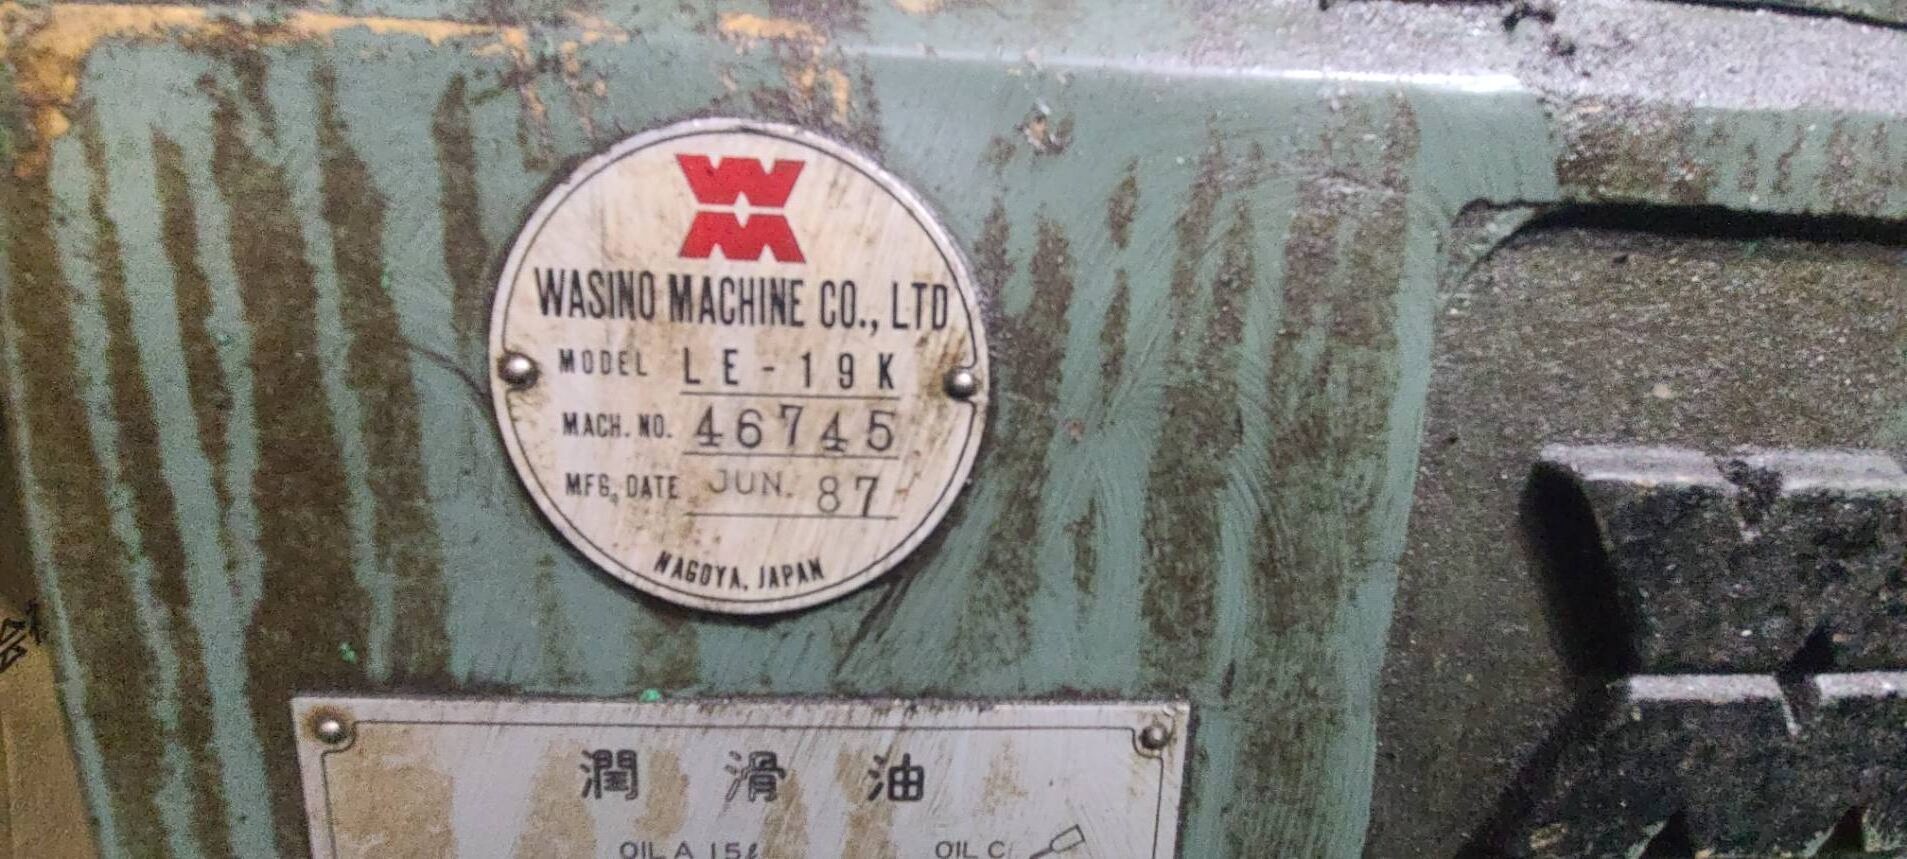 WASINO MACHINE CO., LTD
MODEL LE-19K
MACH. NO. 46745
MFG. DATE JUN. 87
NAGOYA, JAPAN
潤滑油
OIL A 15ℓ OIL C